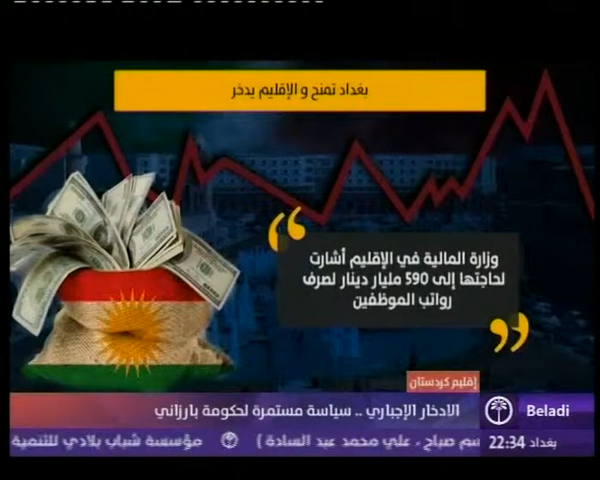 بغداد تمنح و الإقليم يدخر
وزارة المالية في الإقليم أشارت
لحاجتها إلى 590 مليار دينار لصرف
رواتب الموظفين
إقليم كردستان
الادخار الإجباري .. سياسة مستمرة لحكومة بارزاني
Beladi
سم صباح ، علي محمد عبد السادة ) مؤسسة شباب بلادي للتنمية
بغداد 22:34